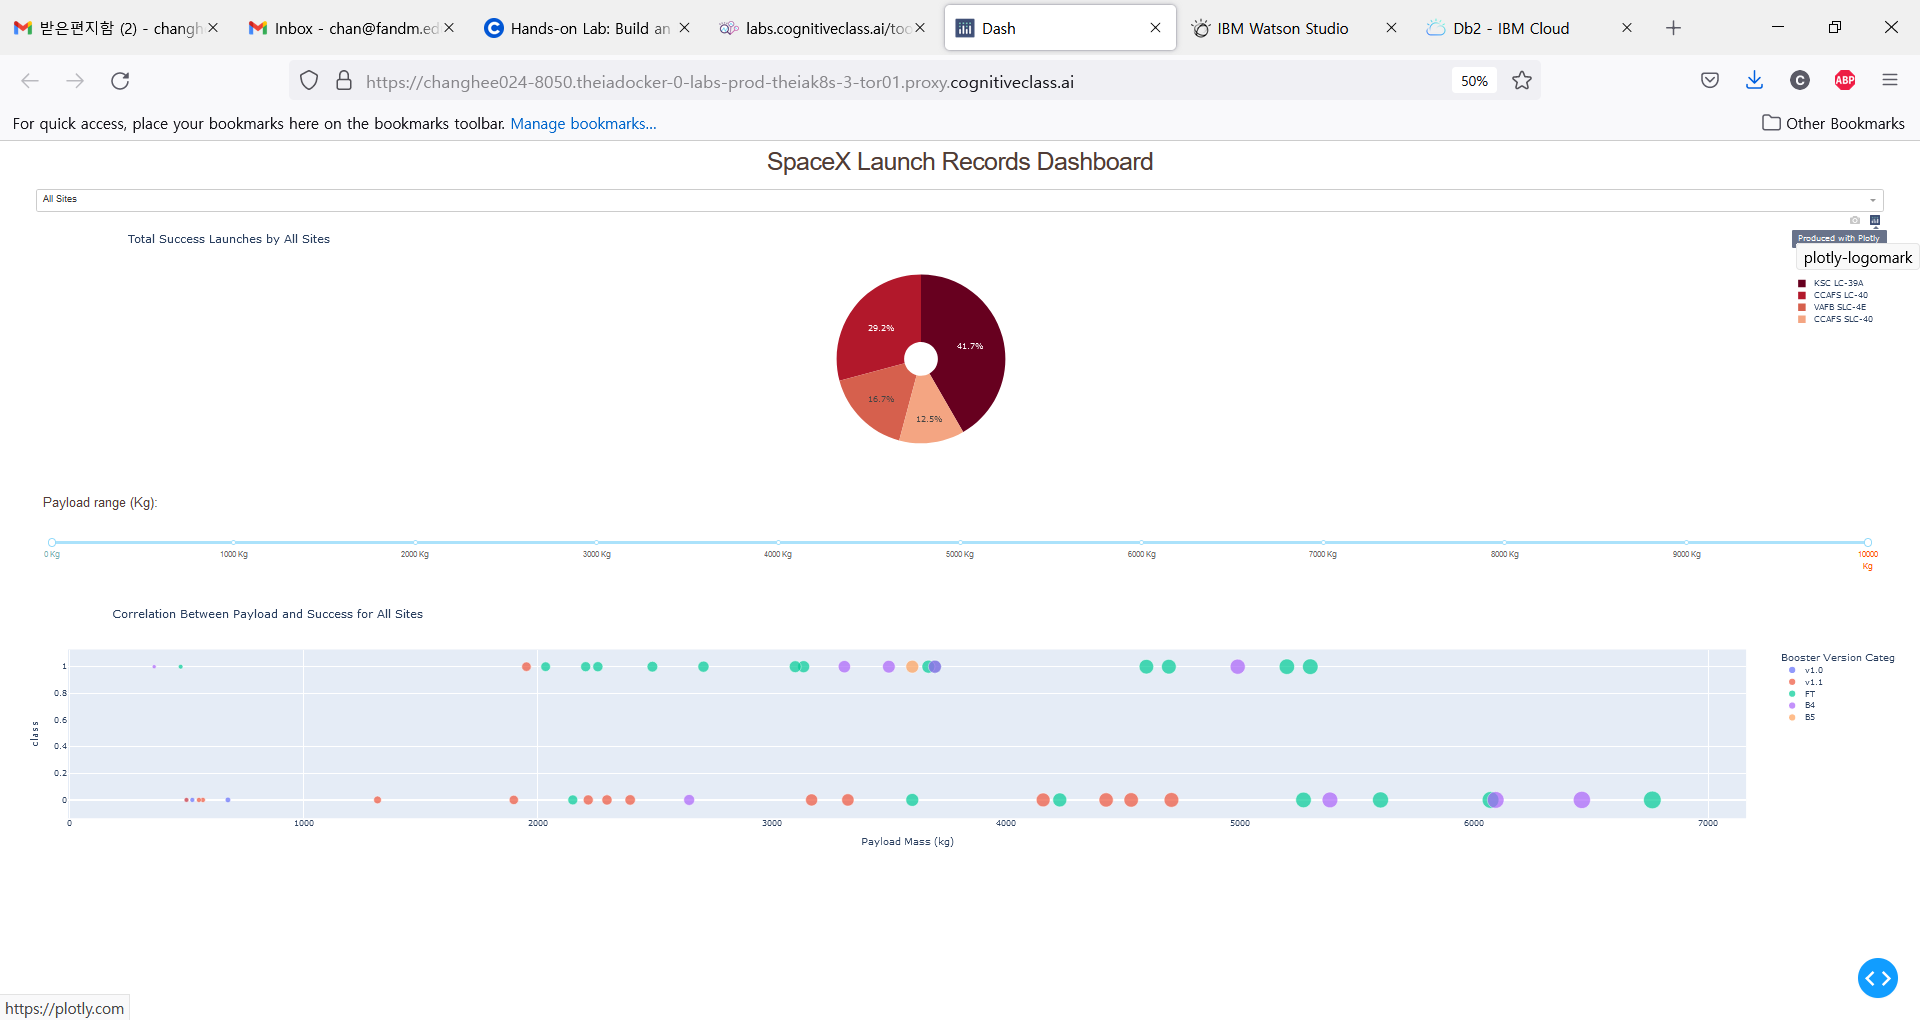 받은편지함 (2) - changh
Inbox - chan@fandm.ed
Hands-on Lab: Build an
labs.cognitiveclass.ai/too
Dash
IBM Watson Studio
Db2 - IBM Cloud
https://changhee024-8050.theiadocker-0-labs-prod-theiak8s-3-tor01.proxy.cognitiveclass.ai
50%
C
ABP
For quick access, place your bookmarks here on the bookmarks toolbar. Manage bookmarks...
Other Bookmarks
SpaceX Launch Records Dashboard
All Sites
Total Success Launches by All Sites
Produced with Plotly
plotly-logomark
KSC LC-39A
CCAFS LC-40
VAFB SLC-4E
CCAFS SLC-40
29.2%
41.7%
16.7%
12.5%
Payload range (Kg):
0 Kg
1000 Kg
2000 Kg
3000 Kg
4000 Kg
5000 Kg
6000 Kg
7000 Kg
8000 Kg
9000 Kg
10000
Kg
Correlation Between Payload and Success for All Sites
1
0.8
0.6
0.4
0.2
0
class
0
1000
2000
3000
4000
5000
6000
7000
Payload Mass (kg)
Booster Version Categ
v1.0
v1.1
FT
B4
B5
https://plotly.com